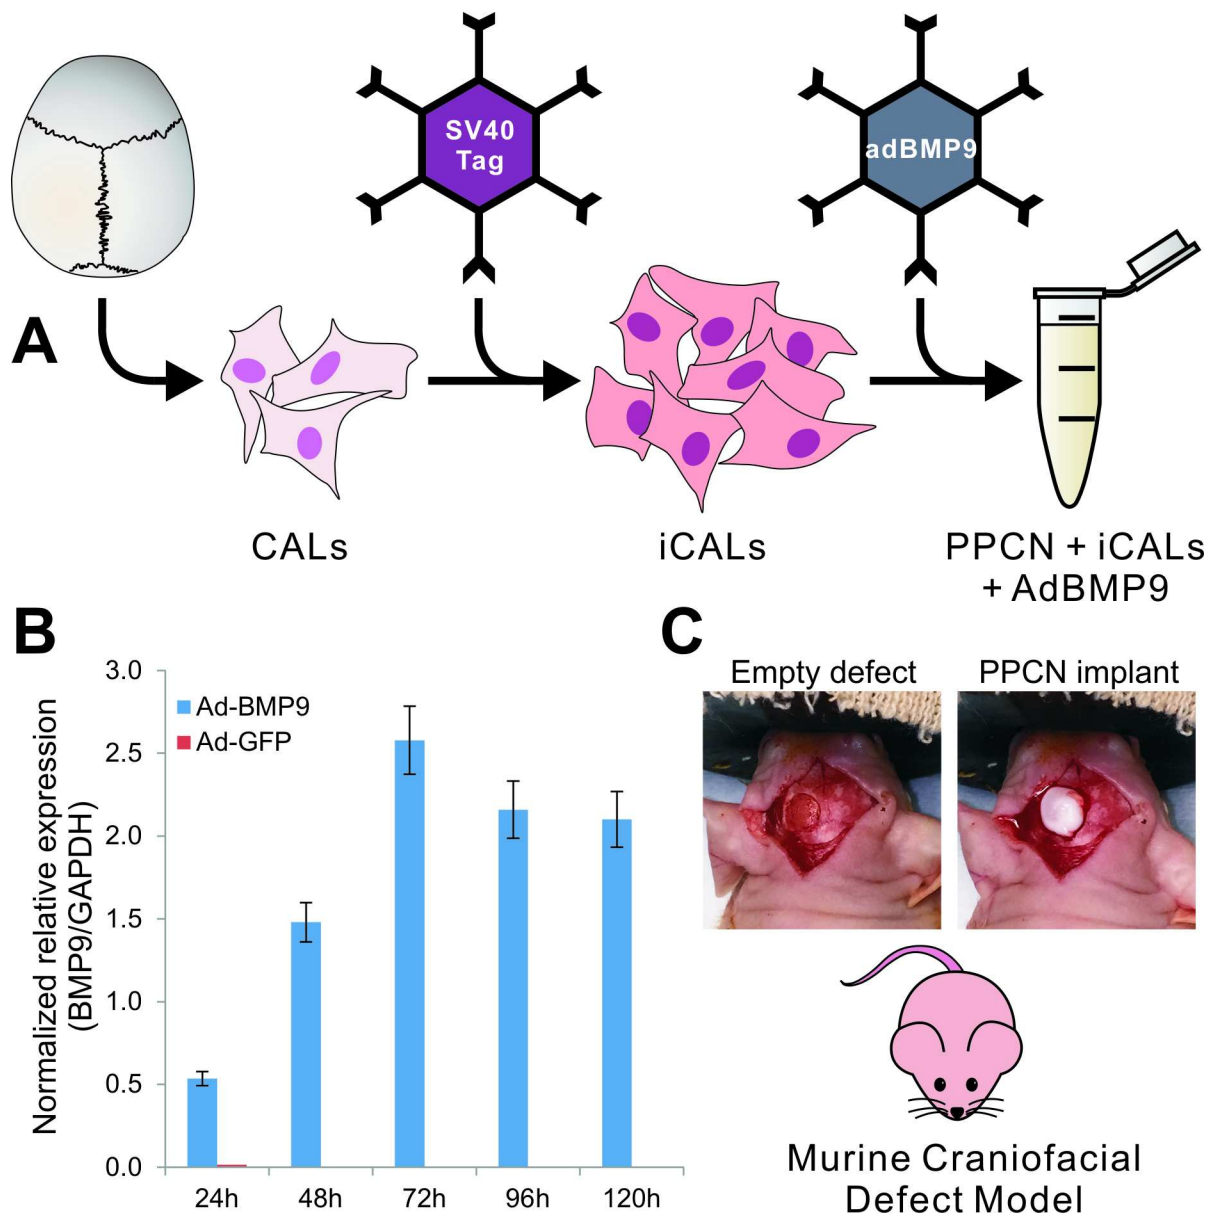 SV40
Tag
adBMP9
A
CALs
iCALs
PPCN + iCALs
+ AdBMP9
B
Normalized relative expression
(BMP9/GAPDH)
3.0
2.5
2.0
1.5
1.0
0.5
0.0
Ad-BMP9
Ad-GFP
24h
48h
72h
96h
120h
C
Empty defect
PPCN implant
Murine Craniofacial
Defect Model